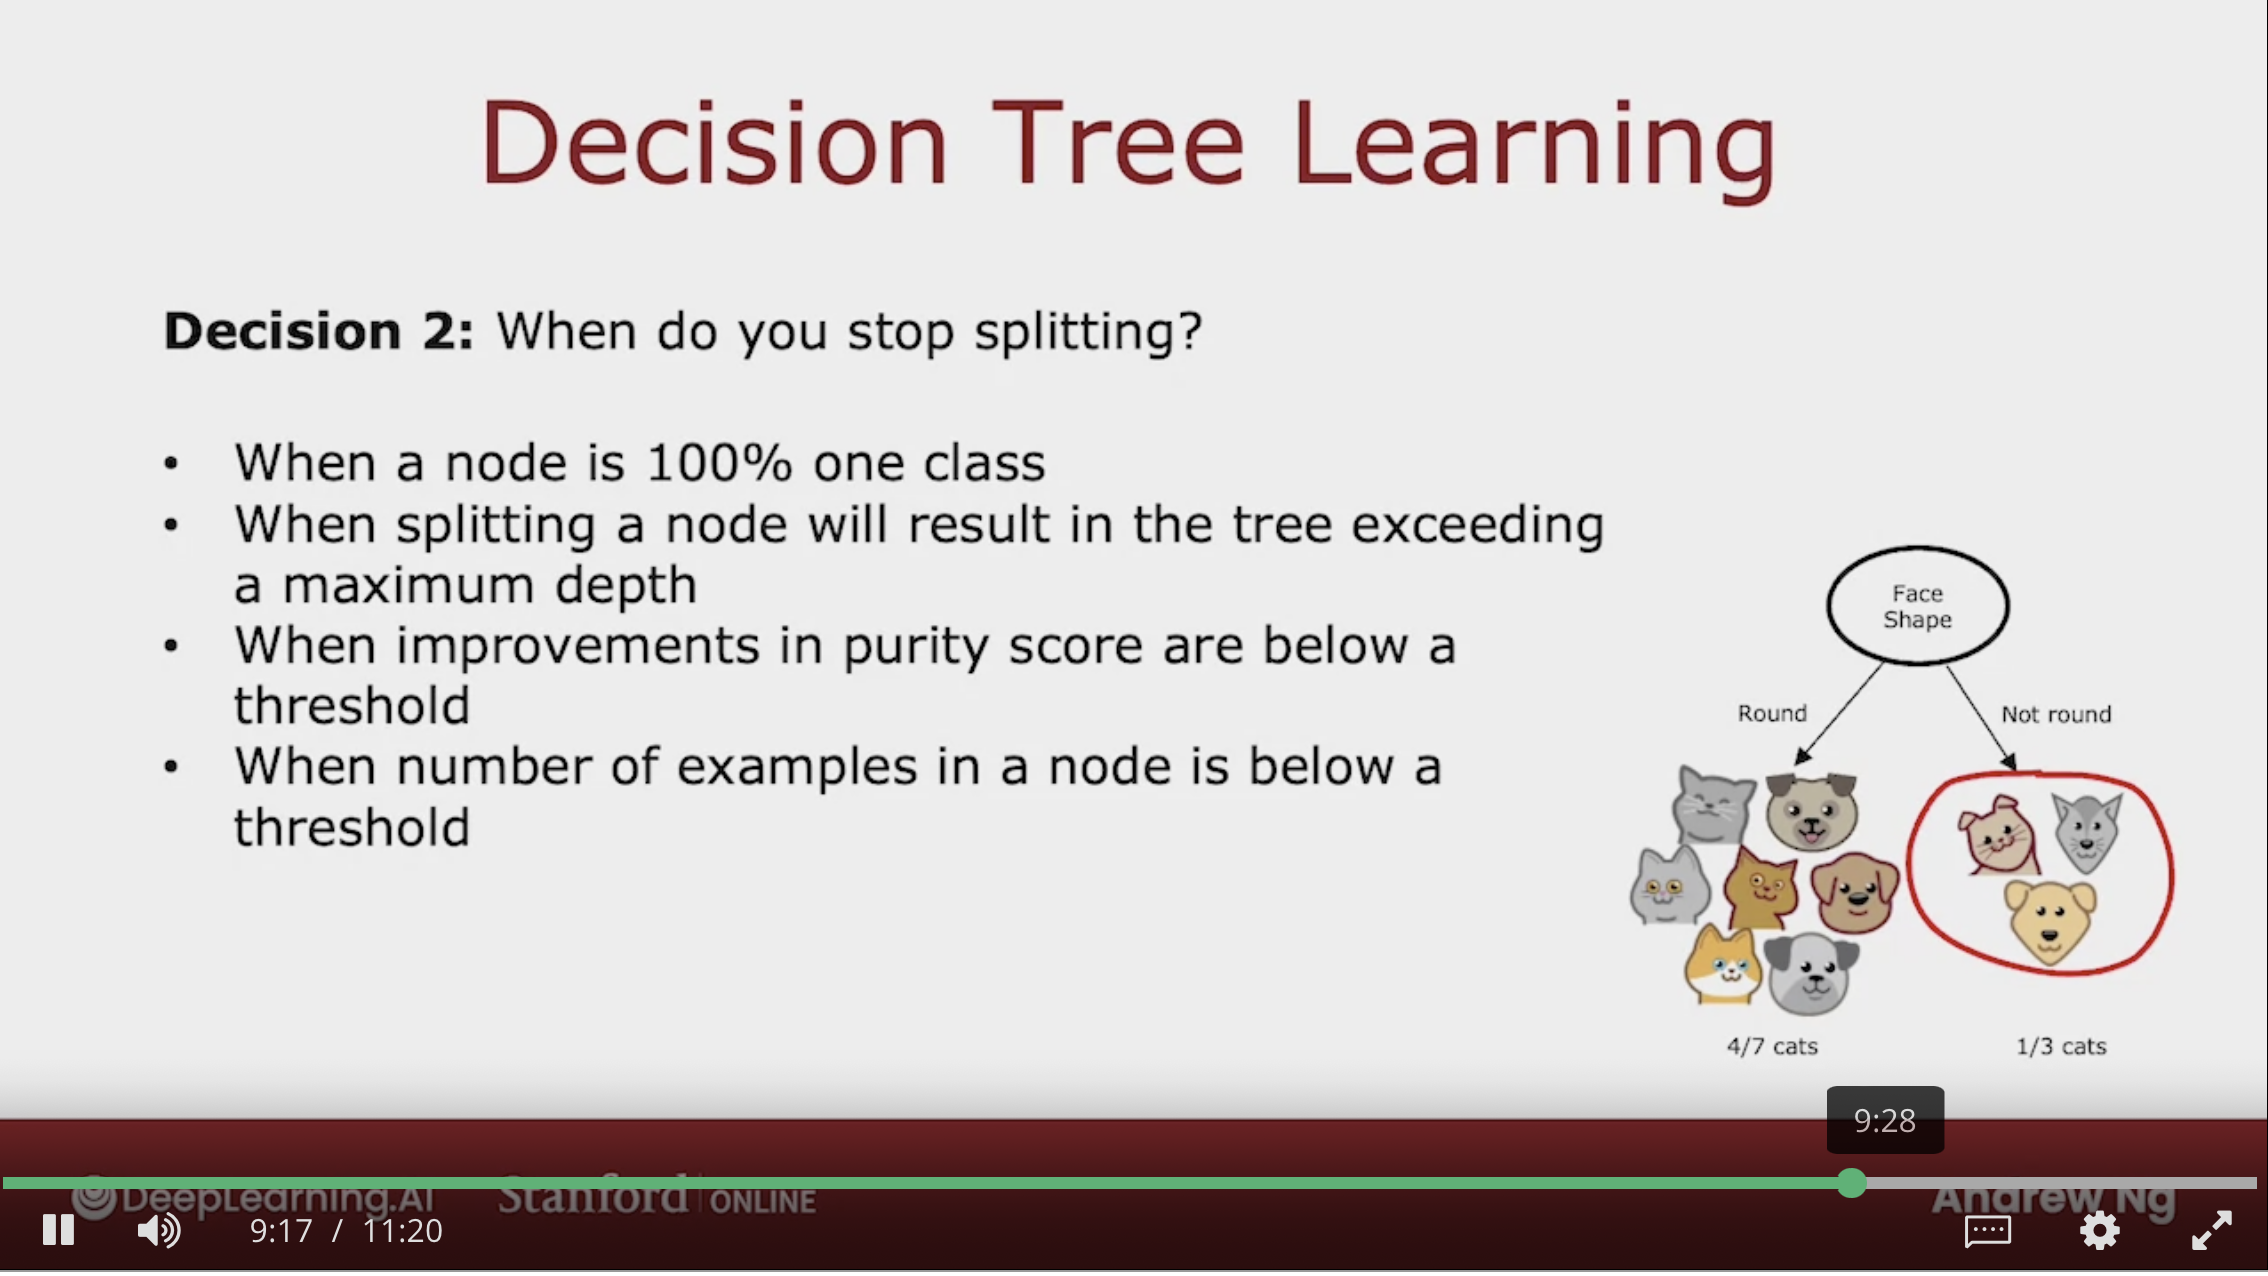 Decision Tree Learning
Decision 2: When do you stop splitting?
• When a node is 100% one class
• When splitting a node will result in the tree exceeding
a maximum depth
• When improvements in purity score are below a
threshold
• When number of examples in a node is below a
threshold
Face
Shape
Round
Not round
4/7 cats
1/3 cats
9:28
DeepLearning.AI
Stanford | ONLINE
Andrew Ng
9:17 / 11:20